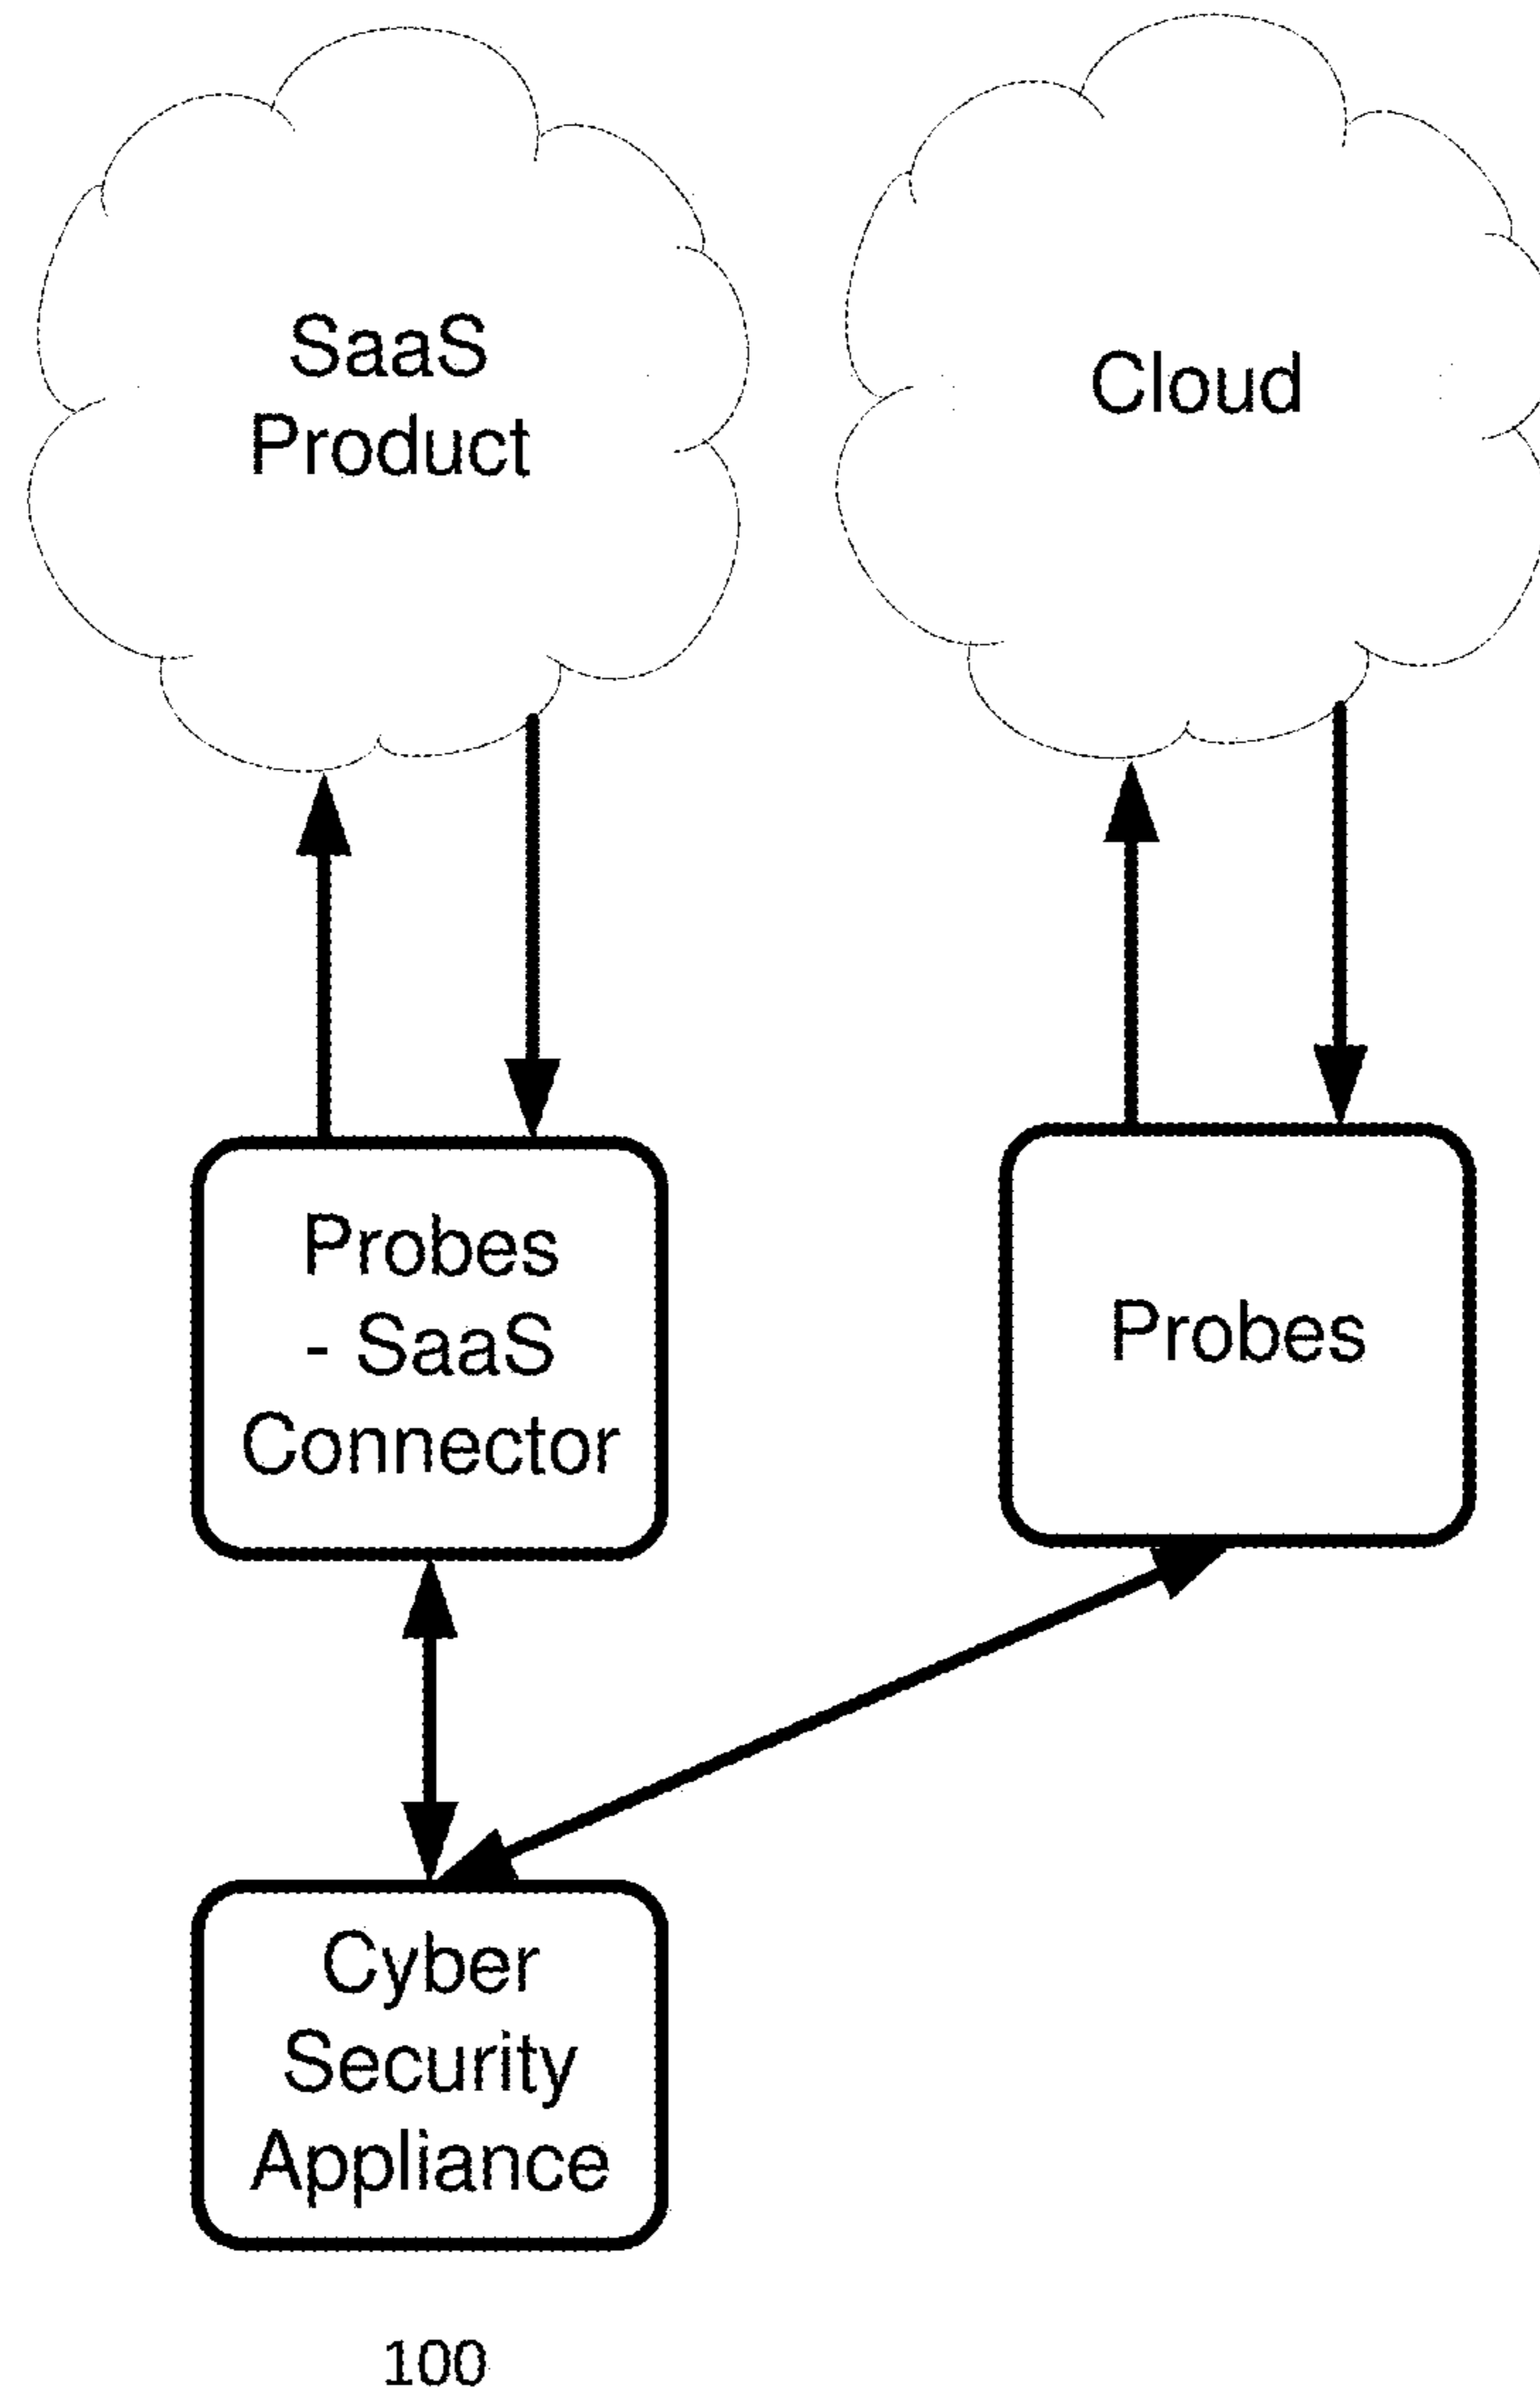 SaaS
Product
Cloud
Probes
- SaaS
Connector
Probes
Cyber
Security
Appliance
100